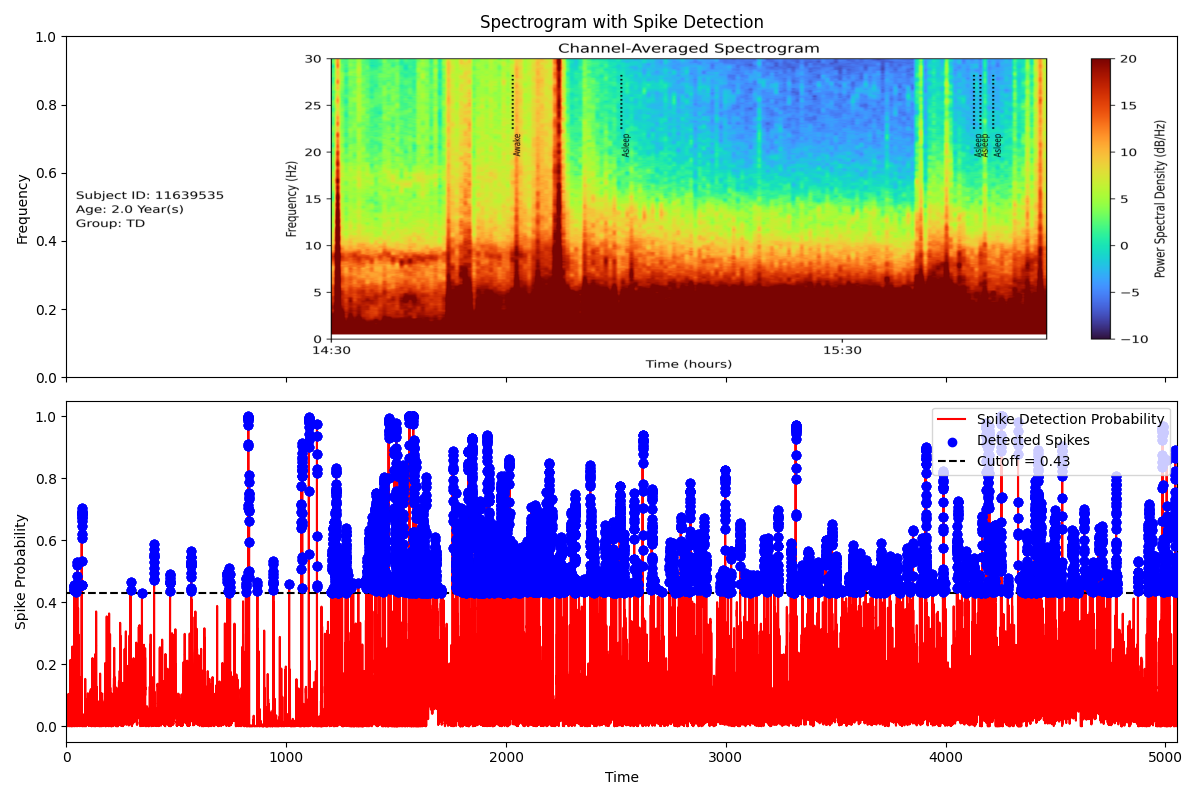 Spectrogram with Spike Detection
Channel-Averaged Spectrogram
Frequency
1.0
0.8
0.6
0.4
0.2
0.0
Subject ID: 11639535
Age: 2.0 Year(s)
Group: TD
Frequency (Hz)
30
25
20
15
10
5
0
Awake
Asleep
Asleep
Asleep
Asleep
14:30
15:30
Time (hours)
20
15
10
5
0
−5
−10
Power Spectral Density (dB/Hz)
Spike Probability
1.0
0.8
0.6
0.4
0.2
0.0
Spike Detection Probability
Detected Spikes
Cutoff = 0.43
0
1000
2000
3000
4000
5000
Time